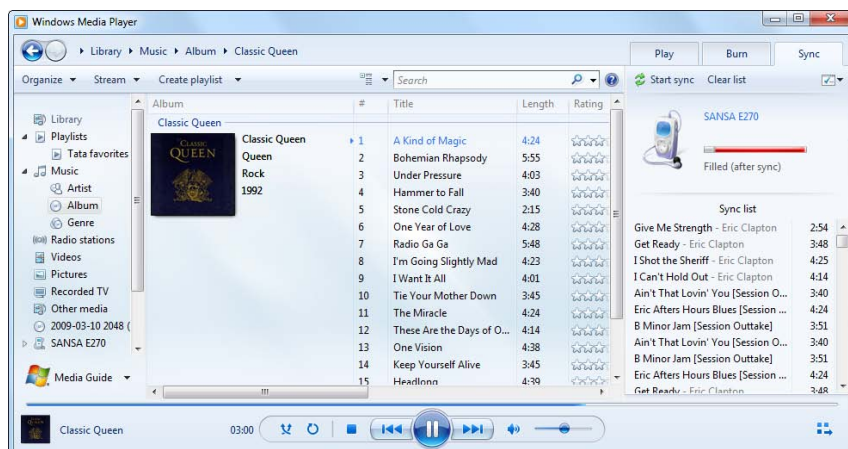 Windows Media Player
Library Music Album Classic Queen
Play Burn Sync
Organize Stream Create playlist Search Start sync Clear list
Album # Title Length Rating
Library
Playlists
Tata favorites
Music
Artist
Album
Genre
Radio stations
Videos
Pictures
Recorded TV
Other media
2009-03-10 2048 (
SANSA E270
Media Guide
Classic Queen
CLASSIC
QUEEN
Classic Queen
Queen
Rock
1992
1 A Kind of Magic 4:24
2 Bohemian Rhapsody 5:55
3 Under Pressure 4:03
4 Hammer to Fall 3:40
5 Stone Cold Crazy 2:15
6 One Year of Love 4:28
7 Radio Ga Ga 5:48
8 I'm Going Slightly Mad 4:23
9 I Want It All 4:01
10 Tie Your Mother Down 3:45
11 The Miracle 4:24
12 These Are the Days of O... 4:14
13 One Vision 4:38
14 Keep Yourself Alive 3:45
15 Headlong 4:39
SANSA E270
Filled (after sync)
Sync list
Give Me Strength - Eric Clapton 2:54
Get Ready - Eric Clapton 3:48
I Shot the Sheriff - Eric Clapton 4:25
I Can't Hold Out - Eric Clapton 4:14
Ain't That Lovin' You [Session O... 3:40
Eric Afters Hours Blues [Session ... 4:24
B Minor Jam [Session Outtake] 3:51
Ain't That Lovin' You [Session O... 3:40
B Minor Jam [Session Outtake] 3:51
Eric Afters Hours Blues [Session ... 4:24
Get Ready - Eric Clapton 3:48
Classic Queen 03:00